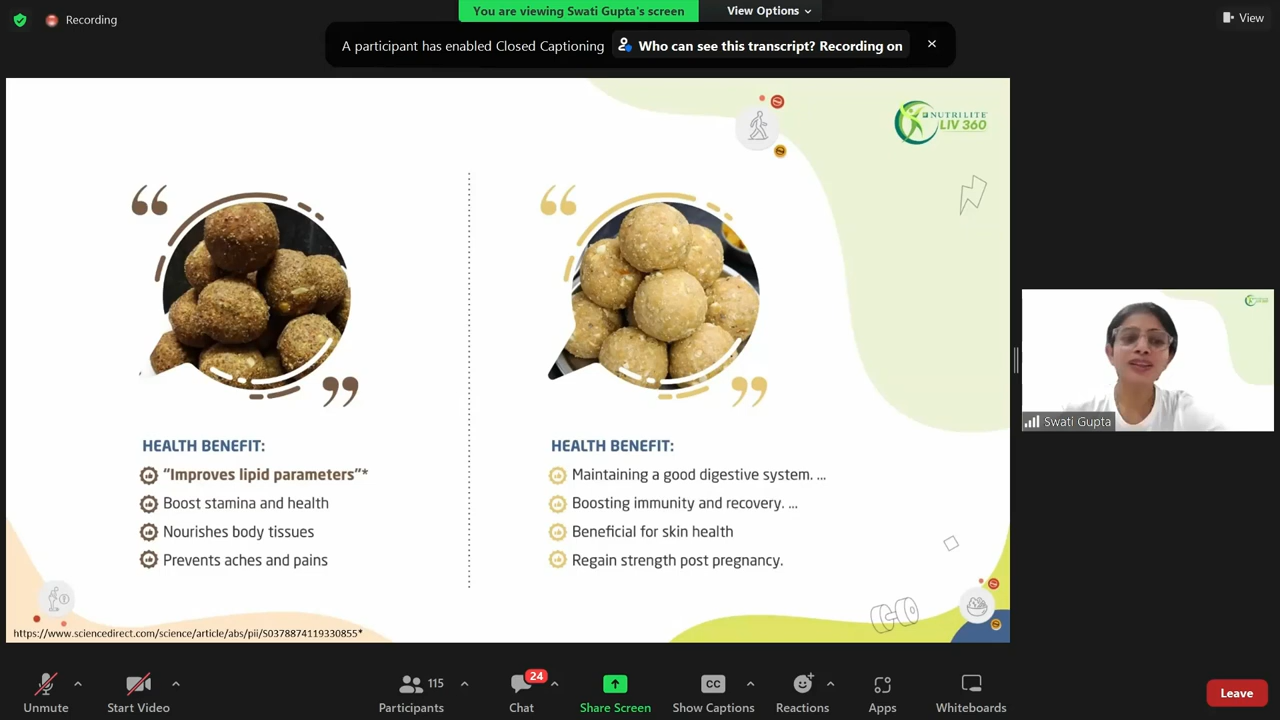 You are viewing Swati Gupta's screen
View Options
Recording
View
A participant has enabled Closed Captioning
Who can see this transcript? Recording on
NUTRILITE
LIV 360
HEALTH BENEFIT:
"Improves lipid parameters"*
Boost stamina and health
Nourishes body tissues
Prevents aches and pains
HEALTH BENEFIT:
Maintaining a good digestive system. ...
Boosting immunity and recovery. ...
Beneficial for skin health
Regain strength post pregnancy.
https://www.sciencedirect.com/science/article/abs/pii/S0378874119330855*
Swati Gupta
Unmute
Start Video
Participants
115
Chat
24
Share Screen
CC
Show Captions
Reactions
Apps
Whiteboards
Leave